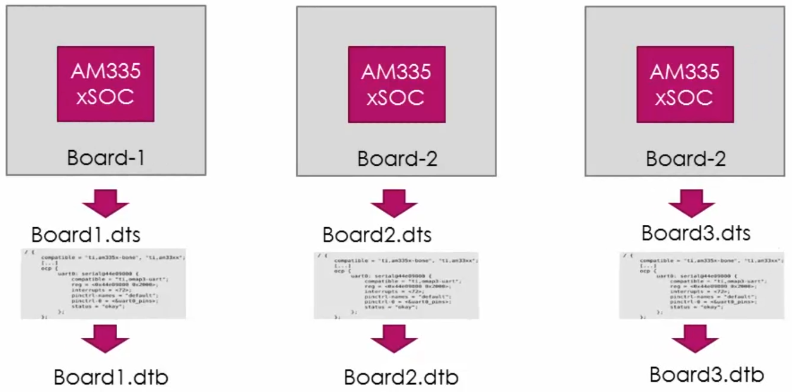 AM335
xSOC
Board-1
AM335
xSOC
Board-2
AM335
xSOC
Board-2
Board1.dts
Board2.dts
Board3.dts
/ {
compatible = "ti,am335x-bone", "ti,am33xx";
[...]
ocp {
uart0: serial@44e09000 {
compatible = "ti,omap3-uart";
reg = <0x44e09000 0x2000>;
interrupts = <72>;
pinctrl-names = "default";
pinctrl-0 = <&uart0_pins>;
status = "okay";
};
};
/ {
compatible = "ti,am335x-bone", "ti,am33xx";
[...]
ocp {
uart0: serial@44e09000 {
compatible = "ti,omap3-uart";
reg = <0x44e09000 0x2000>;
interrupts = <72>;
pinctrl-names = "default";
pinctrl-0 = <&uart0_pins>;
status = "okay";
};
};
/ {
compatible = "ti,am335x-bone", "ti,am33xx";
[...]
ocp {
uart0: serial@44e09000 {
compatible = "ti,omap3-uart";
reg = <0x44e09000 0x2000>;
interrupts = <72>;
pinctrl-names = "default";
pinctrl-0 = <&uart0_pins>;
status = "okay";
};
};
Board1.dtb
Board2.dtb
Board3.dtb